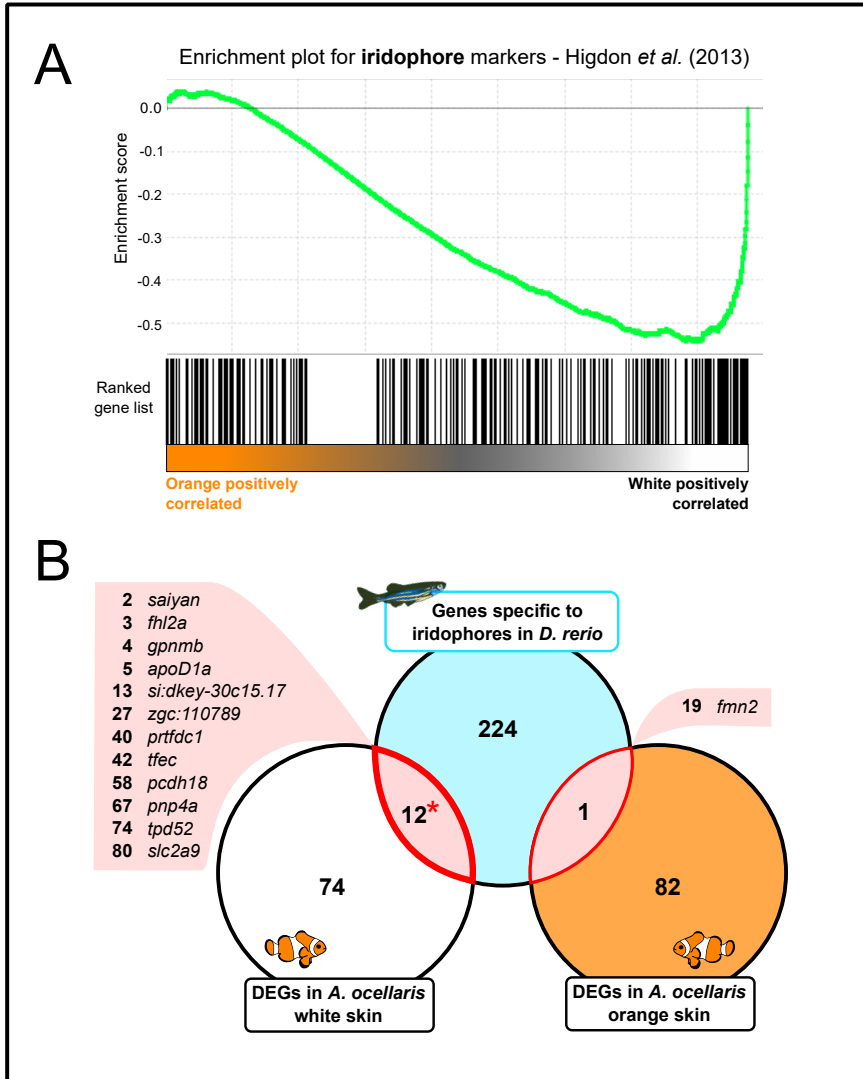 A
Enrichment plot for iridophore markers - Higdon et al. (2013)
Enrichment score
0.0
-0.1
-0.2
-0.3
-0.4
-0.5
Ranked
gene list
Orange positively
correlated
White positively
correlated
B
2 saiyan
3 fhl2a
4 gpnmb
5 apoD1a
13 si:dkey-30c15.17
27 zgc:110789
40 prtfdc1
42 tfec
58 pcdh18
67 pnp4a
74 tpd52
80 slc2a9
Genes specific to
iridophores in D. rerio
19 fmn2
224
12*
1
74
82
DEGs in A. ocellaris
white skin
DEGs in A. ocellaris
orange skin